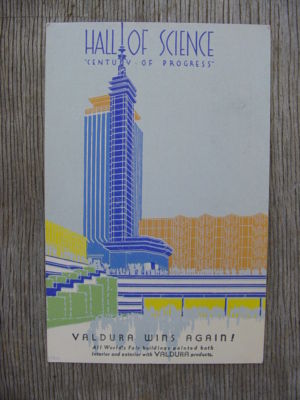 HALL OF SCIENCE
"CENTURY OF PROGRESS"
VALDURA WINS AGAIN!
All World's Fair buildings painted both
interior and exterior with VALDURA products.